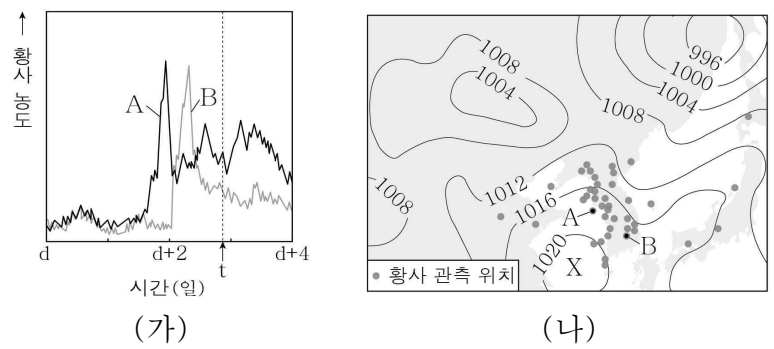 ↑
황사 농도
A
B
d
d+2
t
d+4
시간(일)
(가)
1008
1004
996
1000
1004
1008
1008
1012
1016
A
B
1020
X
황사 관측 위치
(나)